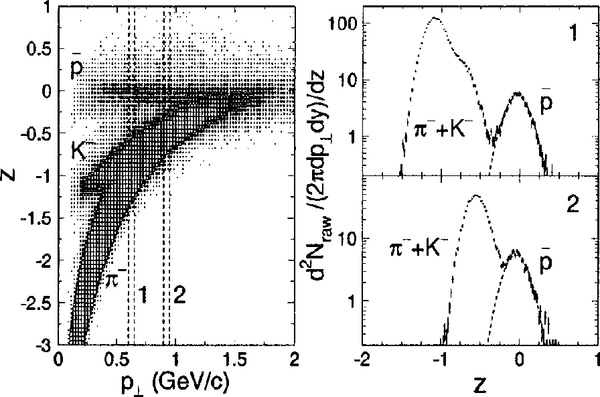 1
0.5
0
-0.5
-1
-1.5
-2
-2.5
-3
z
p̄
K⁻
π⁻
1
2
0
0.5
1
1.5
2
p⊥ (GeV/c)
d²N_raw/(2πdp⊥dy)/dz
120
10
1
1
π⁻+K⁻
p̄
10
1
2
π⁻+K⁻
p̄
-2
-1
0
1
z